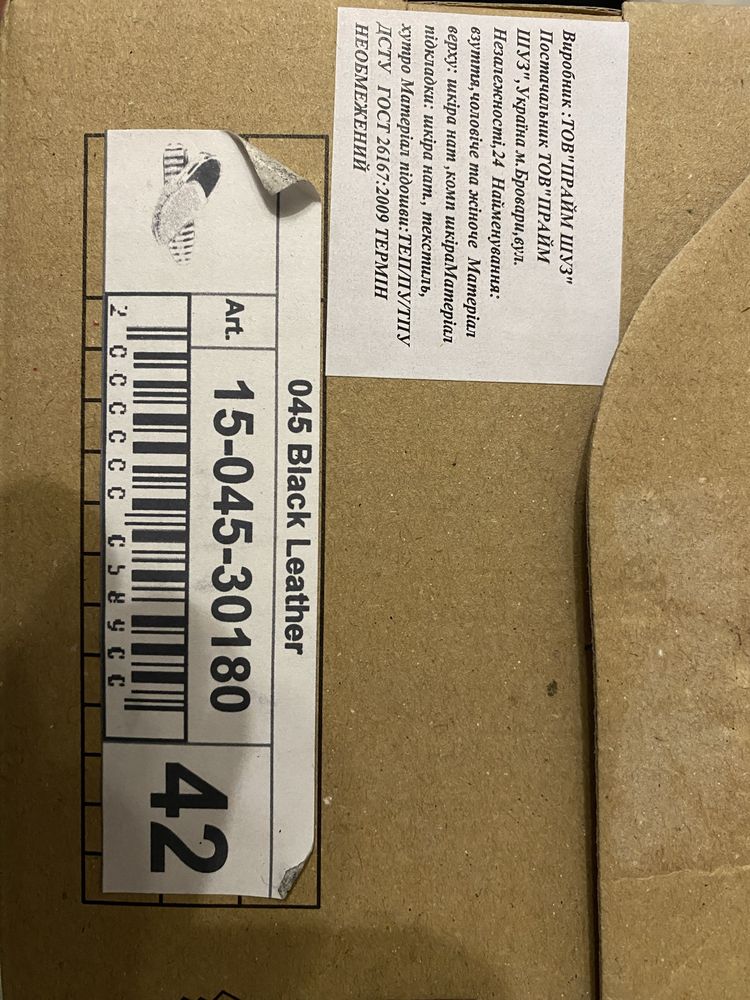 Виробник :ТОВ"ПРАЙМ ШУЗ"
Постачальник ТОВ"ПРАЙМ
ШУЗ",Україна м.Бровари,вул.
Незалежності,24 Найменування:
взуття,чоловіче та жіноче Матеріал
верху: шкіра нат ,комп шкіраМатеріал
підкладки: шкіра нат., текстиль,
хутро Матеріал підошви:ТЕП/ПУ/ТПУ
ДСТУ ГОСТ 26167:2009 ТЕРМІН
НЕОБМЕЖЕНИЙ
045 Black Leather
Art.
15-045-30180
42